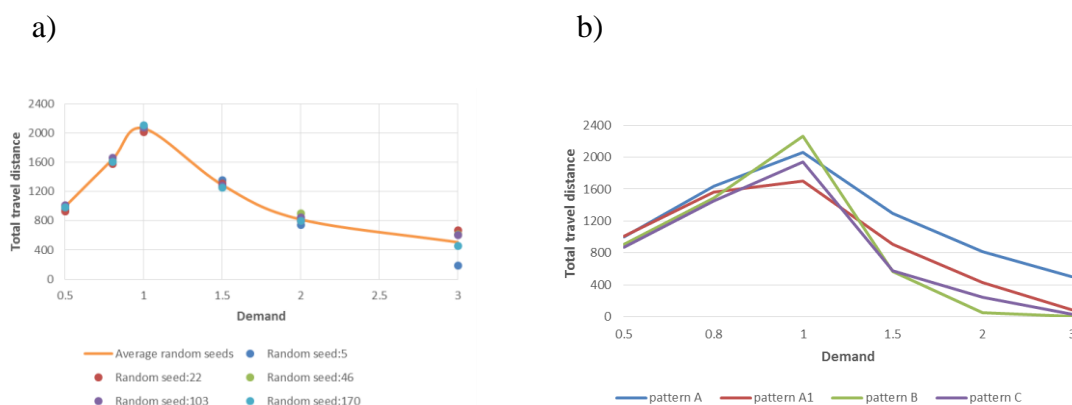 a)
b)
Total travel distance
2400
2000
1600
1200
800
400
0
0.5 1 1.5 2 2.5 3
Demand
Average random seeds Random seed:5
Random seed:22 Random seed:46
Random seed:103 Random seed:170
Total travel distance
2400
2000
1600
1200
800
400
0
0.5 0.8 1 1.5 2 3
Demand
pattern A pattern A1 pattern B pattern C